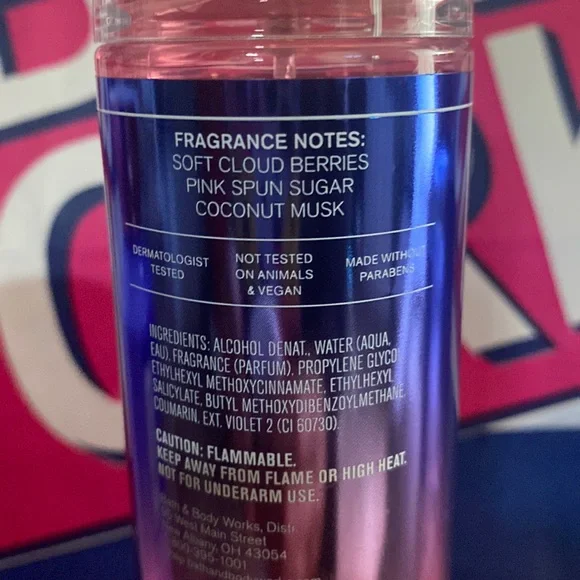 FRAGRANCE NOTES:
SOFT CLOUD BERRIES
PINK SPUN SUGAR
COCONUT MUSK
DERMATOLOGIST
TESTED
NOT TESTED
ON ANIMALS
& VEGAN
MADE WITHOUT
PARABENS
INGREDIENTS: ALCOHOL DENAT., WATER (AQUA,
EAU), FRAGRANCE (PARFUM), PROPYLENE GLYCO
ETHYLHEXYL METHOXYCINNAMATE, ETHYLHEXYL
SALICYLATE, BUTYL METHOXYDIBENZOYLMETHANE,
COUMARIN, EXT. VIOLET 2 (CI 60730).
CAUTION: FLAMMABLE.
KEEP AWAY FROM FLAME OR HIGH HEAT.
NOT FOR UNDERARM USE.
& Body Works, Distr.
West Main Street
Albany, OH 43054